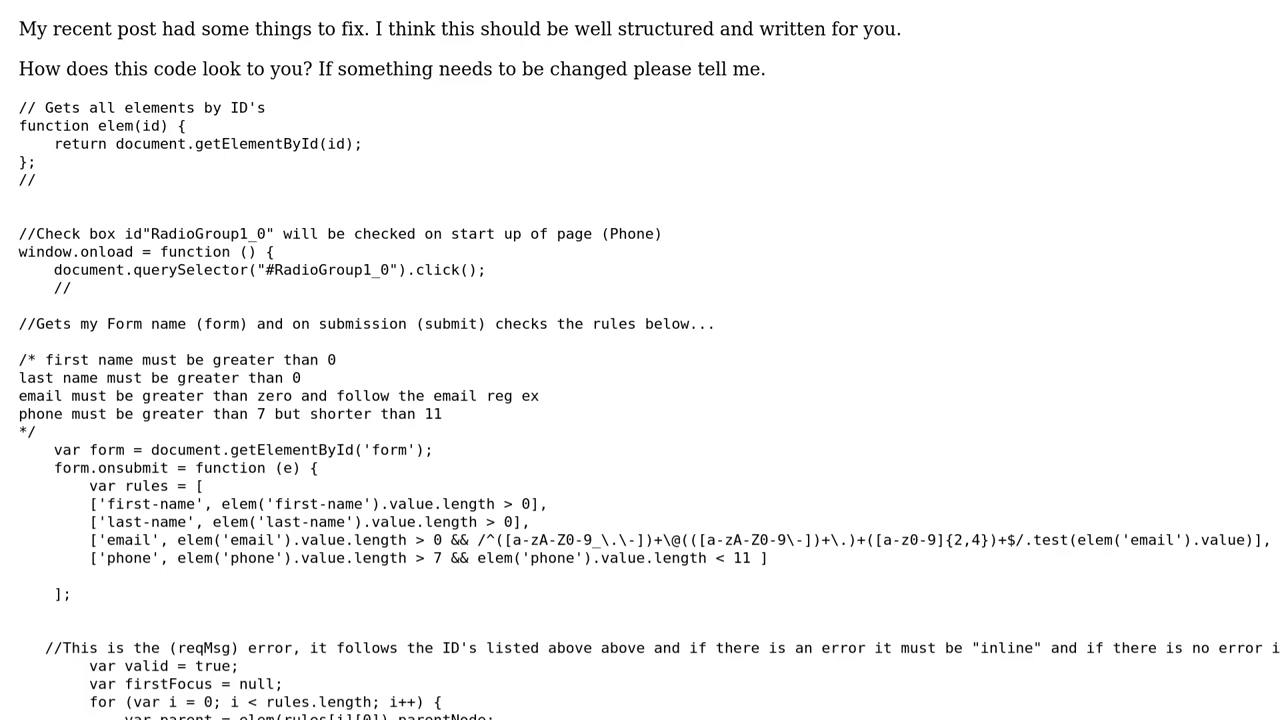 My recent post had some things to fix. I think this should be well structured and written for you.
How does this code look to you? If something needs to be changed please tell me.
// Gets all elements by ID's
function elem(id) {
    return document.getElementById(id);
};
//
//Check box id"RadioGroup1_0" will be checked on start up of page (Phone)
window.onload = function () {
    document.querySelector("#RadioGroup1_0").click();
    //
//Gets my Form name (form) and on submission (submit) checks the rules below...
/* first name must be greater than 0
last name must be greater than 0
email must be greater than zero and follow the email reg ex
phone must be greater than 7 but shorter than 11
*/
    var form = document.getElementById('form');
    form.onsubmit = function (e) {
        var rules = [
        ['first-name', elem('first-name').value.length > 0],
        ['last-name', elem('last-name').value.length > 0],
        ['email', elem('email').value.length > 0 && /^([a-zA-Z0-9_\.\-])+\@(([a-zA-Z0-9\-])+\.)+([a-z0-9]{2,4})+$/.test(elem('email').value)],
        ['phone', elem('phone').value.length > 7 && elem('phone').value.length < 11 ]
    ];
   //This is the (reqMsg) error, it follows the ID's listed above above and if there is an error it must be "inline" and if there is no error i
        var valid = true;
        var firstFocus = null;
        for (var i = 0; i < rules.length; i++) {
            var parent = elem(rules[i][0]).parentNode;